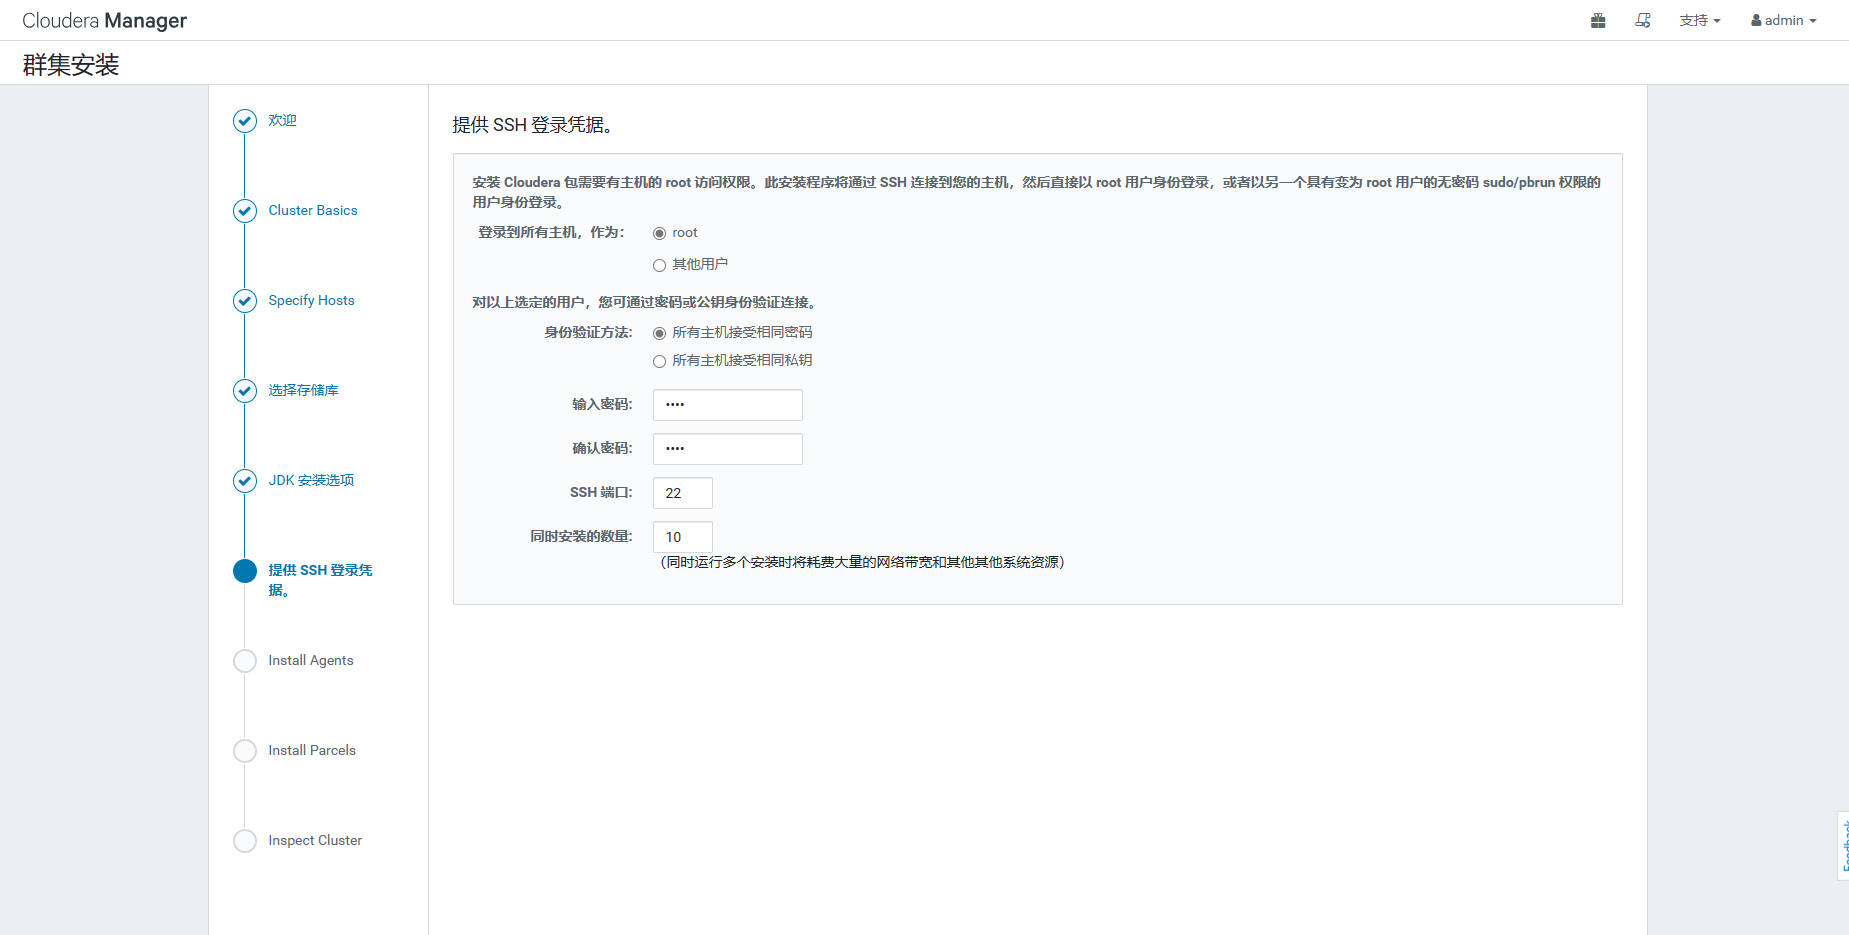 Cloudera Manager
支持
admin
群集安装
欢迎
Cluster Basics
Specify Hosts
选择存储库
JDK 安装选项
提供 SSH 登录凭
据。
Install Agents
Install Parcels
Inspect Cluster
提供 SSH 登录凭据。
安装 Cloudera 包需要有主机的 root 访问权限。此安装程序将通过 SSH 连接到您的主机，然后直接以 root 用户身份登录，或者以另一个具有变为 root 用户的无密码 sudo/pbrun 权限的
用户身份登录。
登录到所有主机，作为： root
其他用户
对以上选定的用户，您可通过密码或公钥身份验证连接。
身份验证方法: 所有主机接受相同密码
所有主机接受相同私钥
输入密码: ••••
确认密码: ••••
SSH 端口: 22
同时安装的数量: 10
（同时运行多个安装时将耗费大量的网络带宽和其他其他系统资源）
Feedback